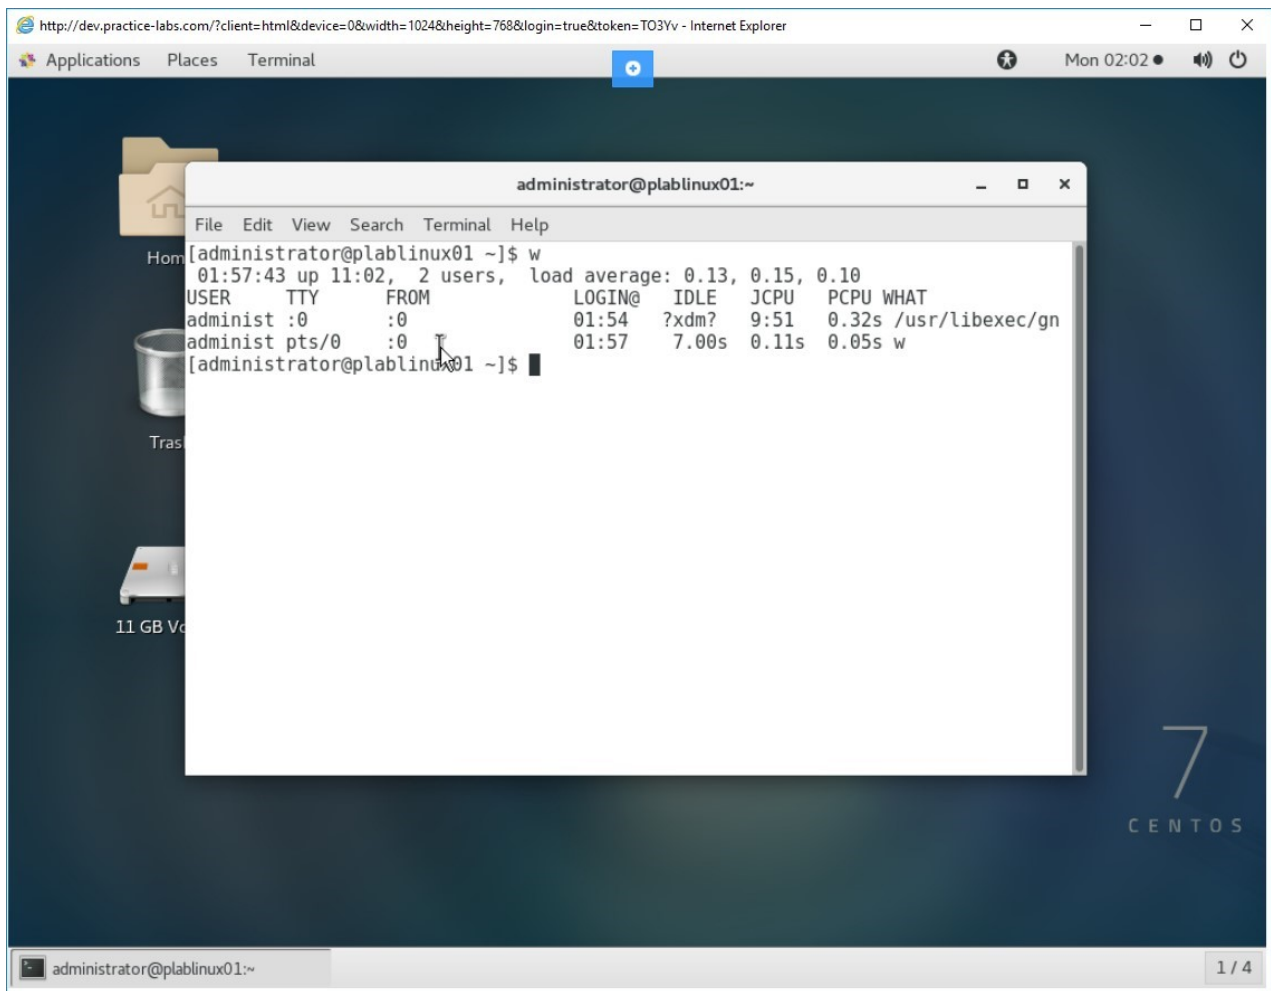 http://dev.practice-labs.com/?client=html&device=0&width=1024&height=768&login=true&token=TO3Yv - Internet Explorer
Applications Places Terminal Mon 02:02
administrator@plablinux01:~
File Edit View Search Terminal Help
[administrator@plablinux01 ~]$ w
01:57:43 up 11:02, 2 users, load average: 0.13, 0.15, 0.10
USER TTY FROM LOGIN@ IDLE JCPU PCPU WHAT
administ :0 :0 01:54 ?xdm? 9:51 0.32s /usr/libexec/gn
administ pts/0 :0 01:57 7.00s 0.11s 0.05s w
[administrator@plablinux01 ~]$
Hom
Tras
11 GB Vo
7
CENTOS
administrator@plablinux01:~
1 / 4